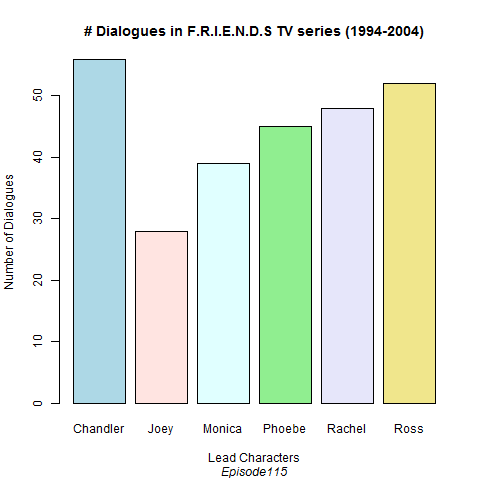 # Dialogues in F.R.I.E.N.D.S TV series (1994-2004)
Number of Dialogues
50
40
30
20
10
0
Chandler Joey Monica Phoebe Rachel Ross
Lead Characters
Episode115